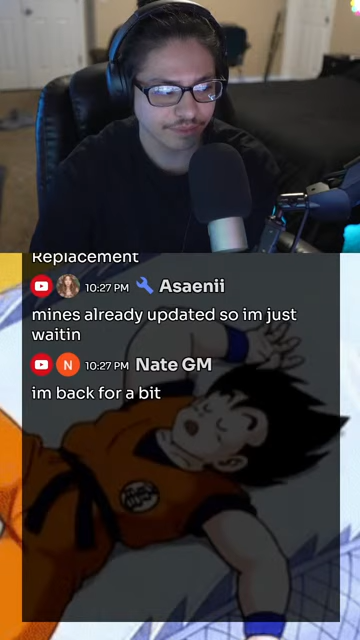 Replacement
10:27 PM Asaenii
mines already updated so im just
waitin
N 10:27 PM Nate GM
im back for a bit